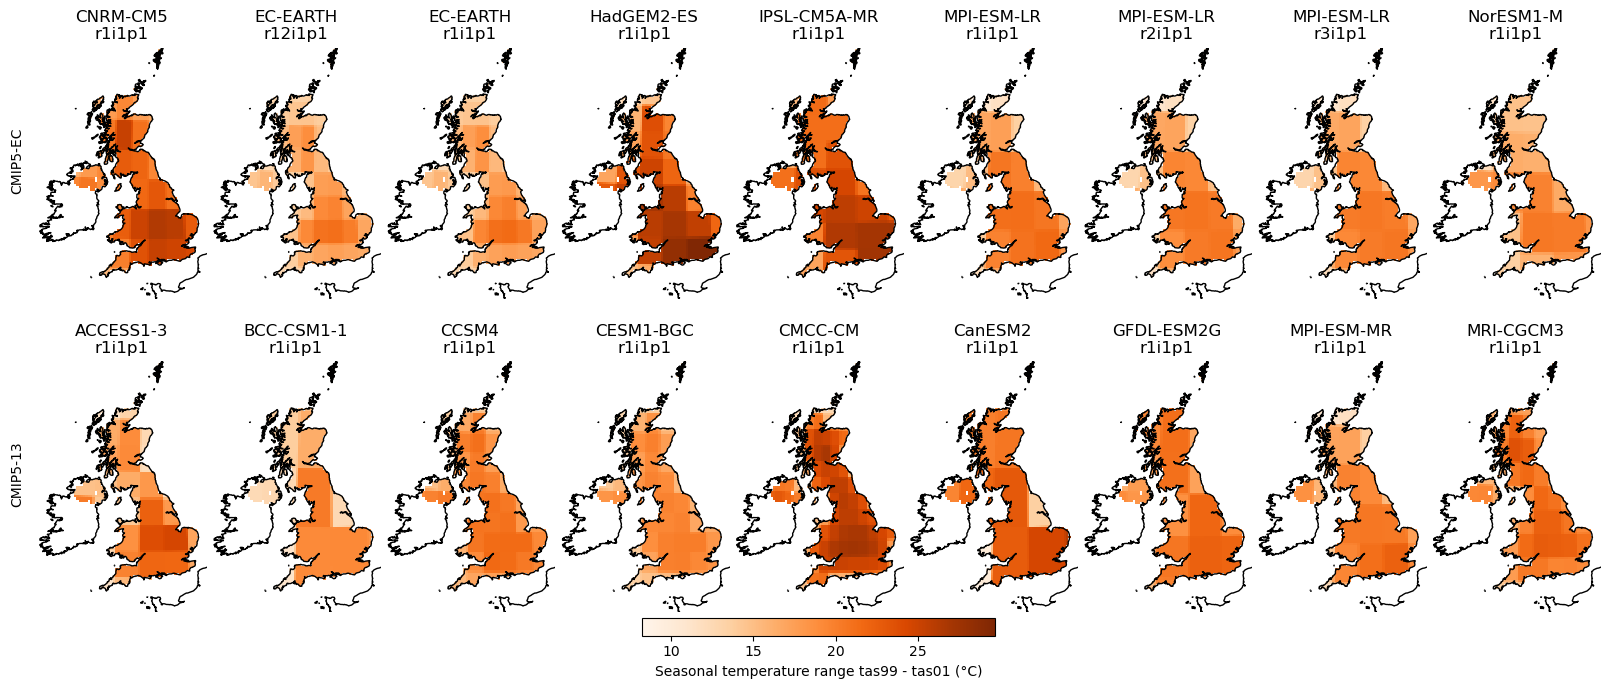 CNRM-CM5
r1i1p1
EC-EARTH
r12i1p1
EC-EARTH
r1i1p1
HadGEM2-ES
r1i1p1
IPSL-CM5A-MR
r1i1p1
MPI-ESM-LR
r1i1p1
MPI-ESM-LR
r2i1p1
MPI-ESM-LR
r3i1p1
NorESM1-M
r1i1p1
CMIP5-EC
ACCESS1-3
r1i1p1
BCC-CSM1-1
r1i1p1
CCSM4
r1i1p1
CESM1-BGC
r1i1p1
CMCC-CM
r1i1p1
CanESM2
r1i1p1
GFDL-ESM2G
r1i1p1
MPI-ESM-MR
r1i1p1
MRI-CGCM3
r1i1p1
CMIP5-13
10 15 20 25
Seasonal temperature range tas99 - tas01 (°C)